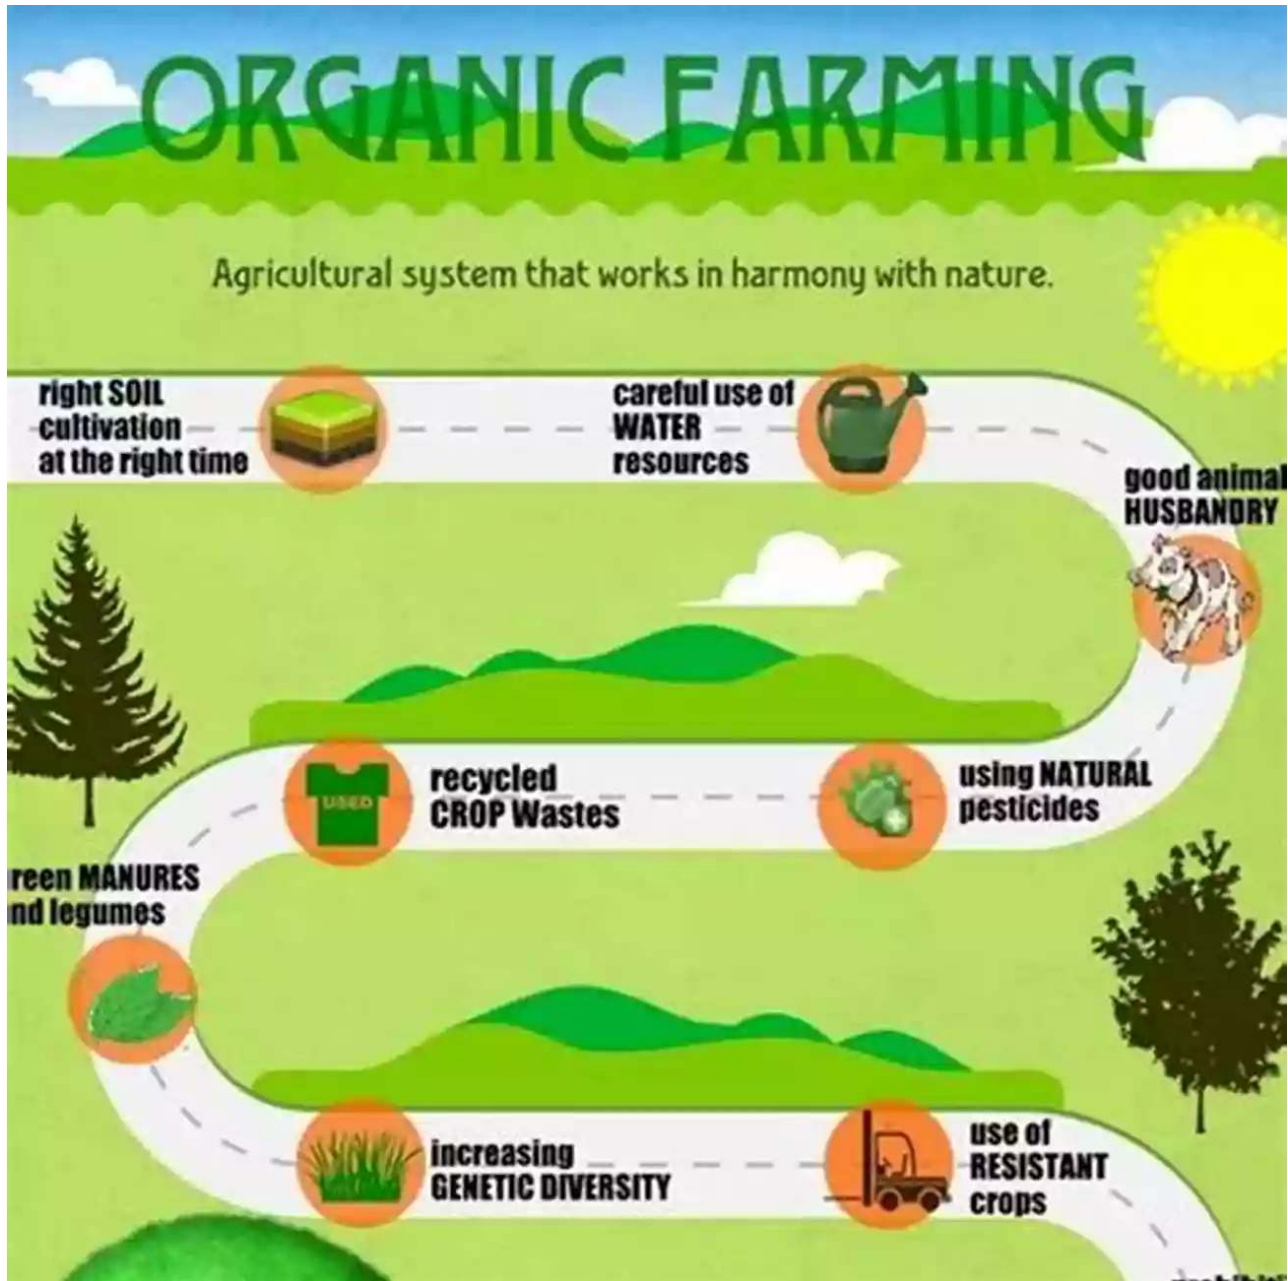 ORGANIC FARMING
Agricultural system that works in harmony with nature.
right SOIL
cultivation
at the right time
careful use of
WATER
resources
good animal
HUSBANDRY
using NATURAL
pesticides
recycled
CROP Wastes
USED
reen MANURES
nd legumes
increasing
GENETIC DIVERSITY
use of
RESISTANT
crops